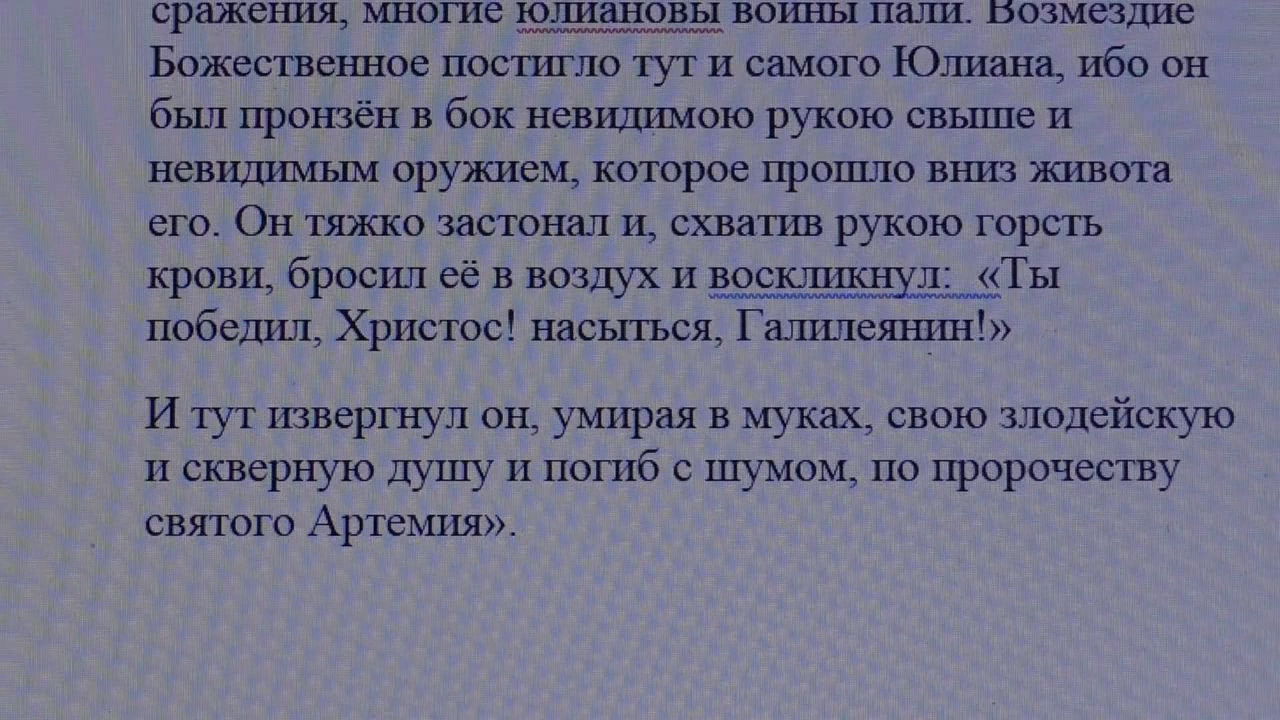 сражения, многие юлиановы воины пали. Возмездие
Божественное постигло тут и самого Юлиана, ибо он
был пронзён в бок невидимою рукою свыше и
невидимым оружием, которое прошло вниз живота
его. Он тяжко застонал и, схватив рукою горсть
крови, бросил её в воздух и воскликнул:  «Ты
победил, Христос! насыться, Галилеянин!»
И тут извергнул он, умирая в муках, свою злодейскую
и скверную душу и погиб с шумом, по пророчеству
святого Артемия».